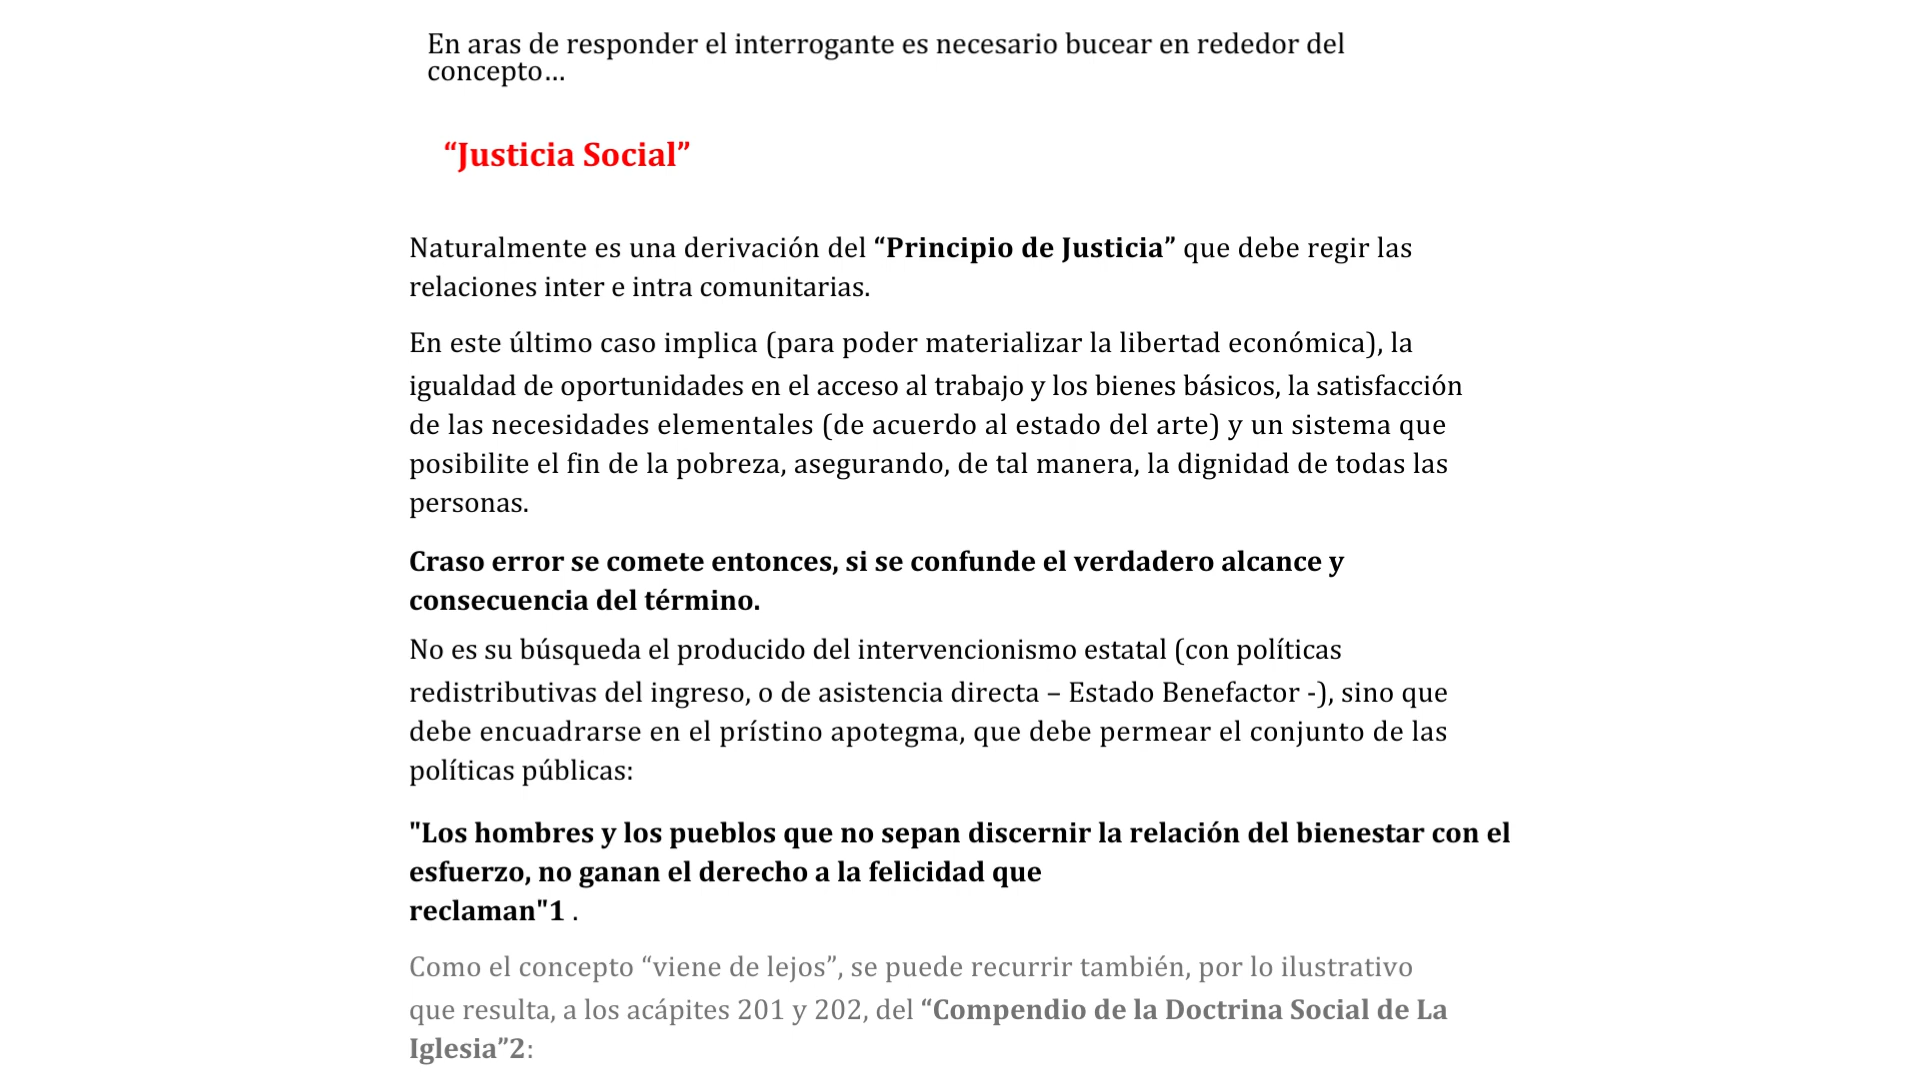 En aras de responder el interrogante es necesario bucear en rededor del
concepto…
“Justicia Social”
Naturalmente es una derivación del “Principio de Justicia” que debe regir las
relaciones inter e intra comunitarias.
En este último caso implica (para poder materializar la libertad económica), la
igualdad de oportunidades en el acceso al trabajo y los bienes básicos, la satisfacción
de las necesidades elementales (de acuerdo al estado del arte) y un sistema que
posibilite el fin de la pobreza, asegurando, de tal manera, la dignidad de todas las
personas.
Craso error se comete entonces, si se confunde el verdadero alcance y
consecuencia del término.
No es su búsqueda el producido del intervencionismo estatal (con políticas
redistributivas del ingreso, o de asistencia directa – Estado Benefactor -), sino que
debe encuadrarse en el prístino apotegma, que debe permear el conjunto de las
políticas públicas:
"Los hombres y los pueblos que no sepan discernir la relación del bienestar con el
esfuerzo, no ganan el derecho a la felicidad que
reclaman"1 .
Como el concepto “viene de lejos”, se puede recurrir también, por lo ilustrativo
que resulta, a los acápites 201 y 202, del “Compendio de la Doctrina Social de La
Iglesia”2: